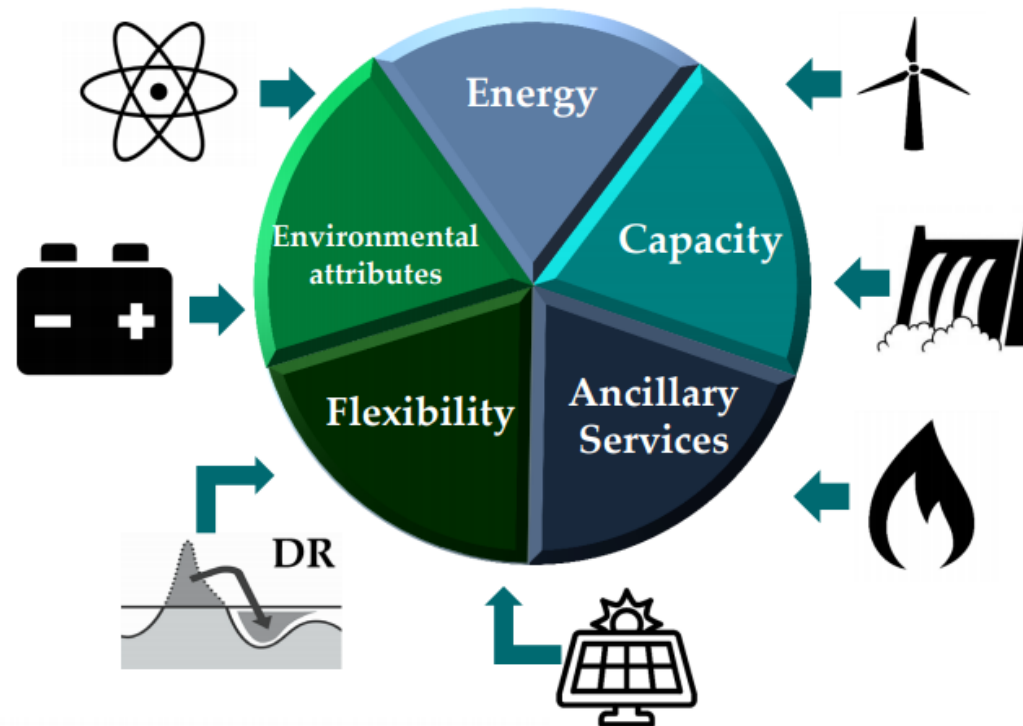 Energy
Environmental
attributes
Capacity
Flexibility
Ancillary
Services
DR